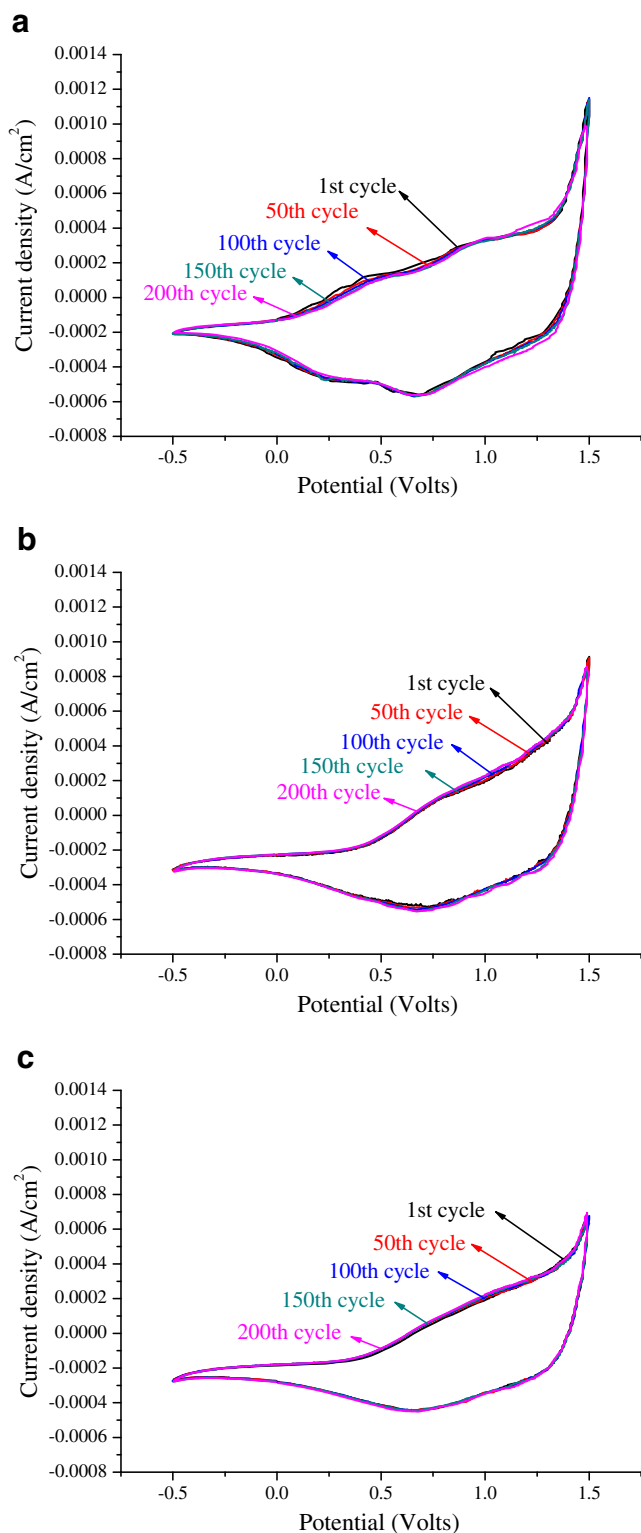 a
0.0014
0.0012
0.0010
0.0008
0.0006
0.0004
0.0002
0.0000
-0.0002
-0.0004
-0.0006
-0.0008
Current density (A/cm²)
1st cycle
50th cycle
100th cycle
150th cycle
200th cycle
-0.5 0.0 0.5 1.0 1.5
Potential (Volts)
b
0.0014
0.0012
0.0010
0.0008
0.0006
0.0004
0.0002
0.0000
-0.0002
-0.0004
-0.0006
-0.0008
Current density (A/cm²)
1st cycle
50th cycle
100th cycle
150th cycle
200th cycle
-0.5 0.0 0.5 1.0 1.5
Potential (Volts)
c
0.0014
0.0012
0.0010
0.0008
0.0006
0.0004
0.0002
0.0000
-0.0002
-0.0004
-0.0006
-0.0008
Current density (A/cm²)
1st cycle
50th cycle
100th cycle
150th cycle
200th cycle
-0.5 0.0 0.5 1.0 1.5
Potential (Volts)